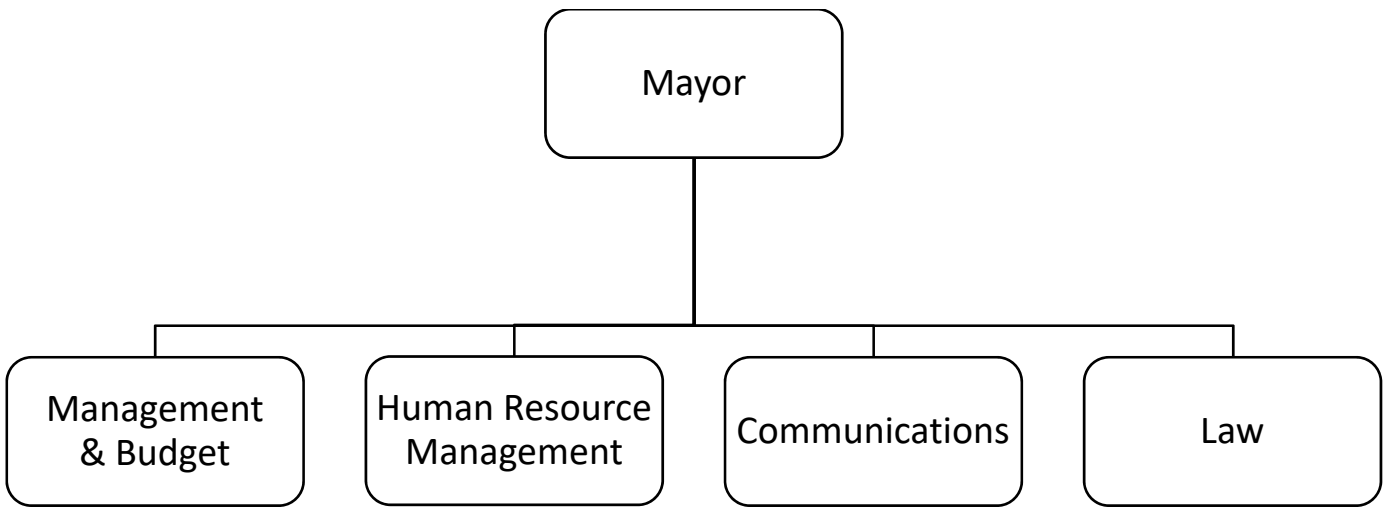 Mayor
Management
& Budget
Human Resource
Management
Communications
Law